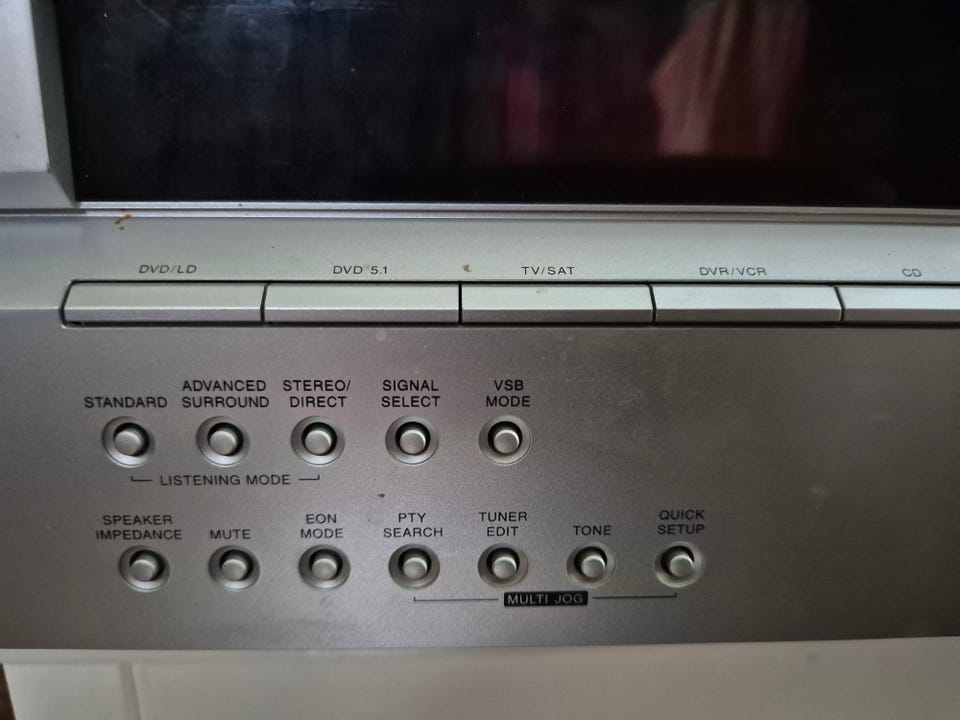 DVD/LD DVD 5.1 TV/SAT DVR/VCR CD
STANDARD
ADVANCED
SURROUND
STEREO/
DIRECT
SIGNAL
SELECT
VSB
MODE
LISTENING MODE
SPEAKER
IMPEDANCE
MUTE
EON
MODE
PTY
SEARCH
TUNER
EDIT
TONE
QUICK
SETUP
MULTI JOG